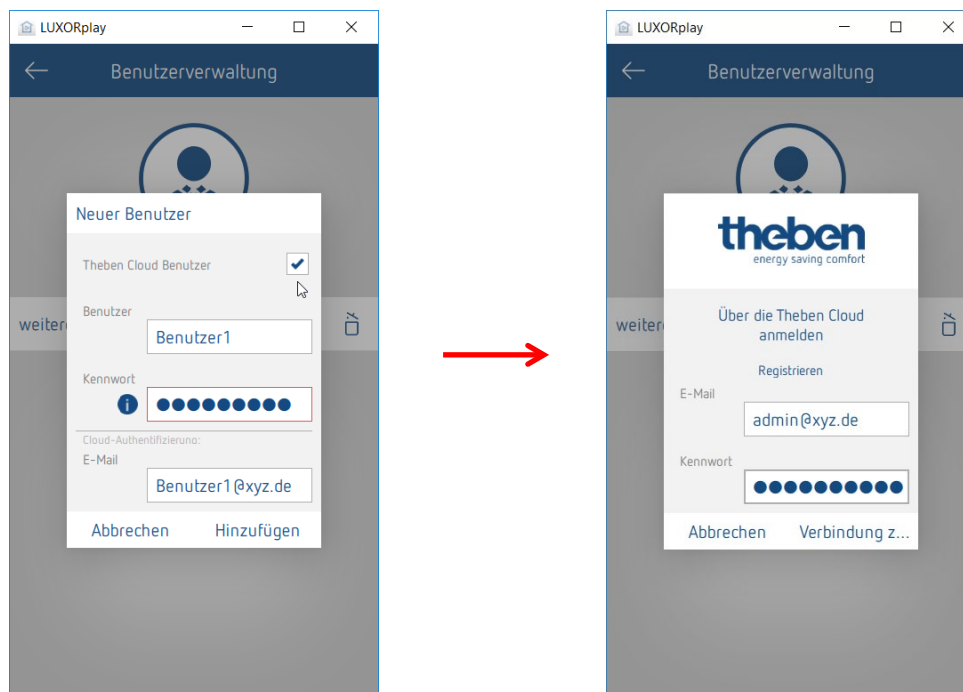 LUXORplay
Benutzerverwaltung
Neuer Benutzer
Theben Cloud Benutzer
Benutzer
weiter
Benutzer1
Kennwort
●●●●●●●●●
Cloud-Authentifizierung:
E-Mail
Benutzer1@xyz.de
Abbrechen Hinzufügen
LUXORplay
Benutzerverwaltung
theben
energy saving comfort
Über die Theben Cloud
anmelden
weiter
Registrieren
E-Mail
admin@xyz.de
Kennwort
●●●●●●●●●●
Abbrechen Verbindung z...